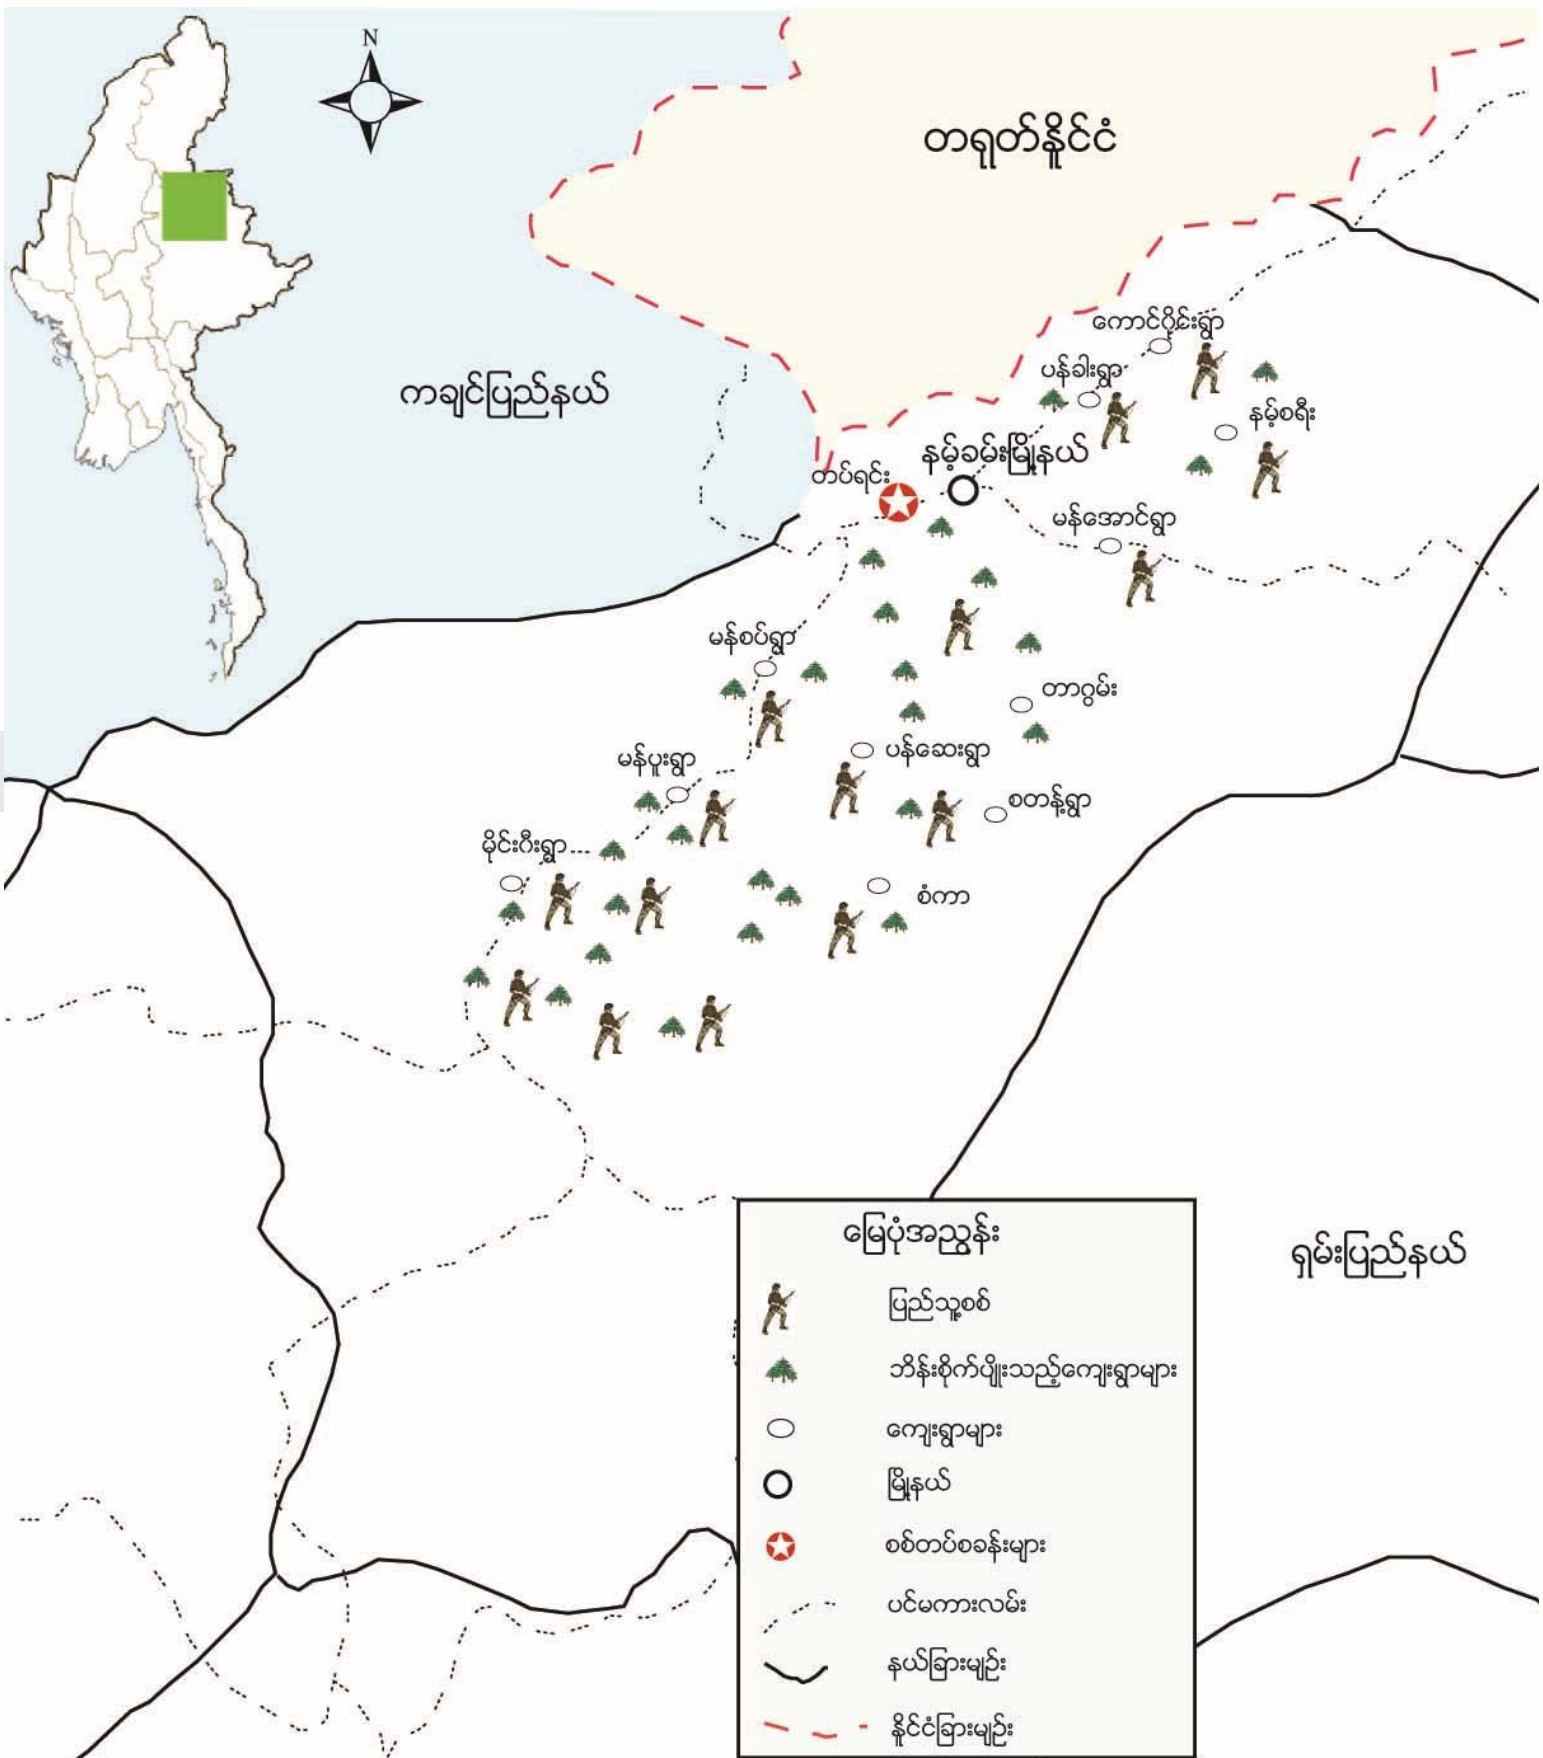 N
တရုတ်နိူင်ငံ
ကချင်ပြည်နယ်
ကောင်ပိူင်းရွာ
ပန်ခါးရွာ
နမ့်စရီး
နမ့်ခမ်းမြို့နယ်
တပ်ရင်း
မန်အောင်ရွာ
မန်စပ်ရွာ
တာဂွမ်း
ပန်ဆေးရွာ
မန်ပူးရွာ
စတန့်ရွာ
မိုင်းဂီးရွာ
စံကာ
ရှမ်းပြည်နယ်
မြေပုံအညွန်း
ပြည်သူ့စစ်
ဘိန်းစိုက်ပျိုးသည့်ကျေးရွာများ
ကျေးရွာများ
မြို့နယ်
စစ်တပ်စခန်းများ
ပင်မကားလမ်း
နယ်ခြားမျဉ်း
နိူင်ငံခြားမျဉ်း